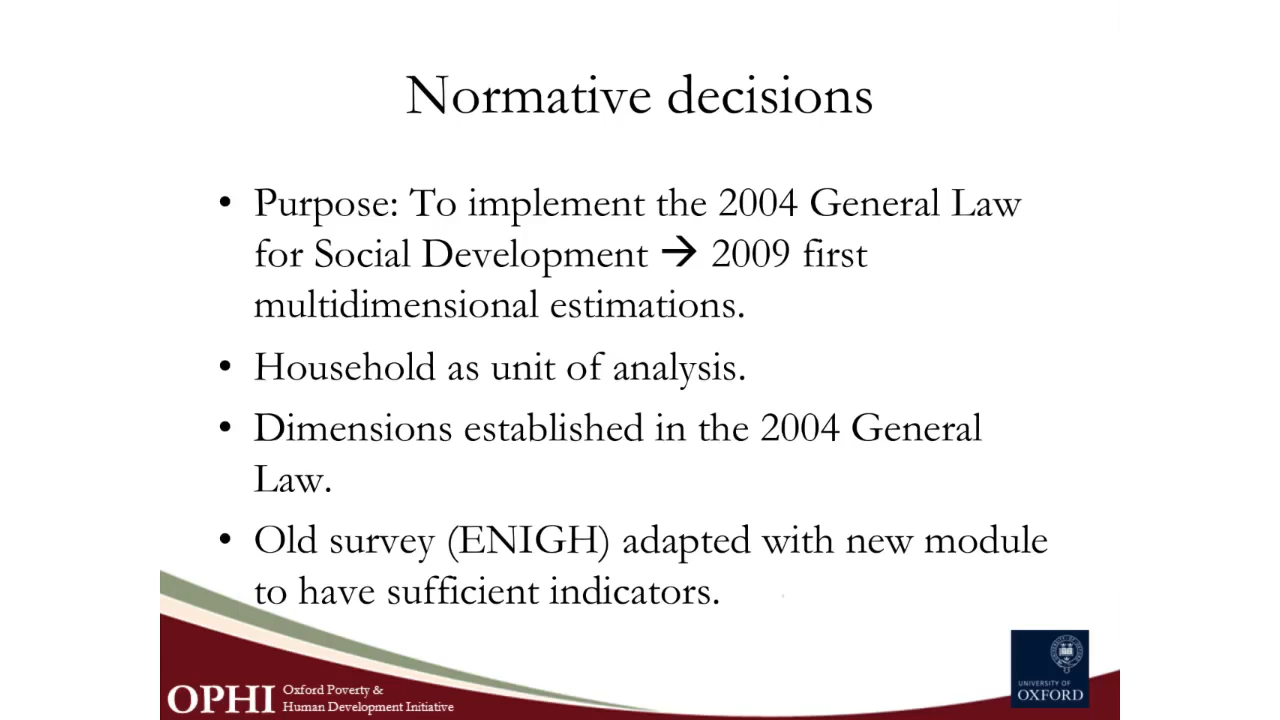 Normative decisions
• Purpose: To implement the 2004 General Law
for Social Development → 2009 first
multidimensional estimations.
• Household as unit of analysis.
• Dimensions established in the 2004 General
Law.
• Old survey (ENIGH) adapted with new module
to have sufficient indicators.
OPHI
Oxford Poverty &
Human Development Initiative
UNIVERSITY OF
OXFORD